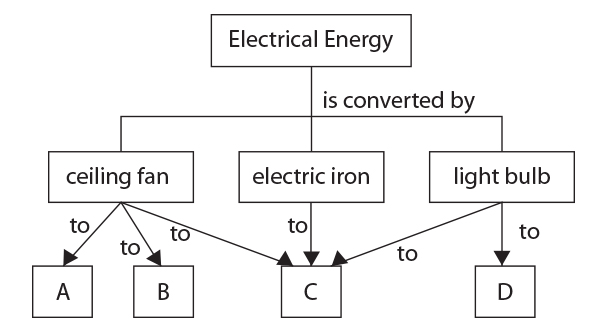 Electrical Energy
is converted by
ceiling fan
electric iron
light bulb
to
to
to
to
to
to
A
B
C
D